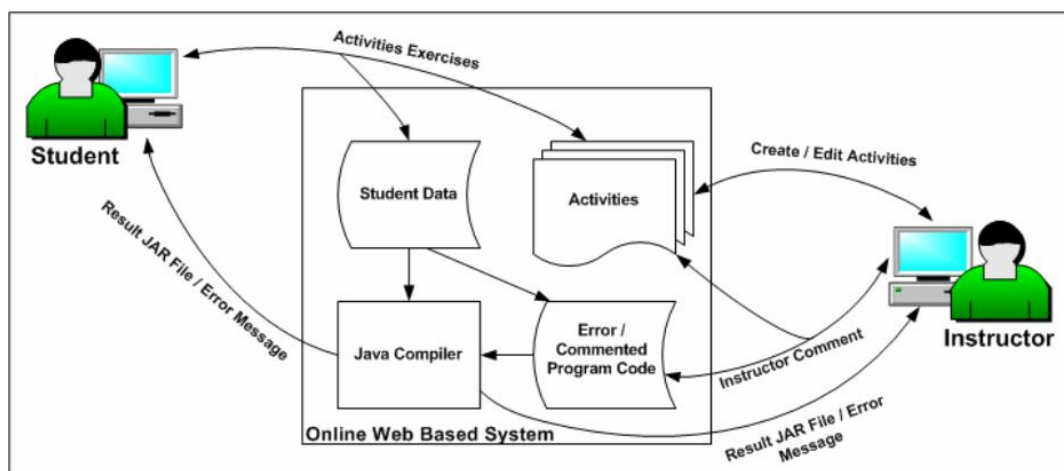 Activities Exercises
Student
Student Data
Activities
Create / Edit Activities
Result JAR File / Error Message
Java Compiler
Error /
Commented
Program Code
Instructor Comment
Instructor
Online Web Based System
Result JAR File / Error
Message